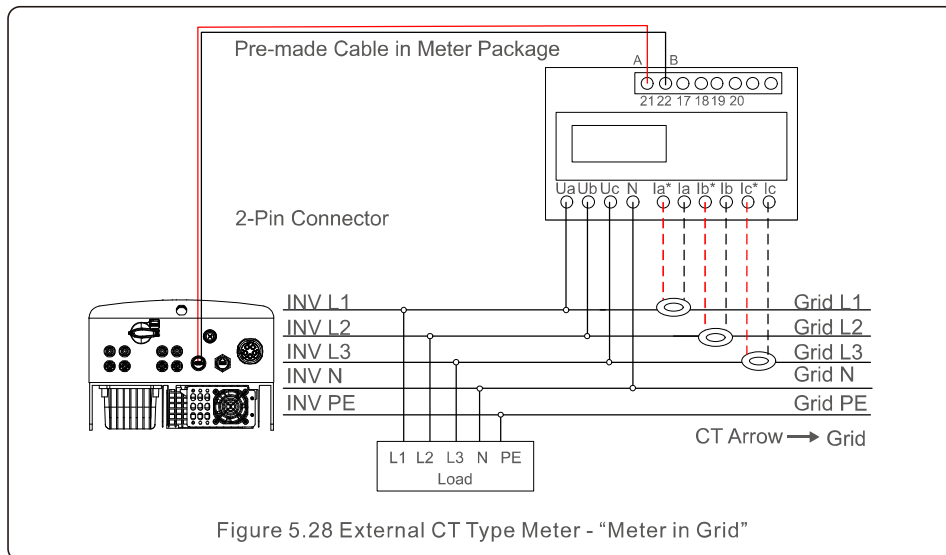 Pre-made Cable in Meter Package
A B
21 22 17 18 19 20
Ua Ub Uc N Ia* Ia Ib* Ib Ic* Ic
2-Pin Connector
INV L1 Grid L1
INV L2 Grid L2
INV L3 Grid L3
INV N Grid N
INV PE Grid PE
CT Arrow → Grid
L1 L2 L3 N PE
Load
Figure 5.28 External CT Type Meter - “Meter in Grid”